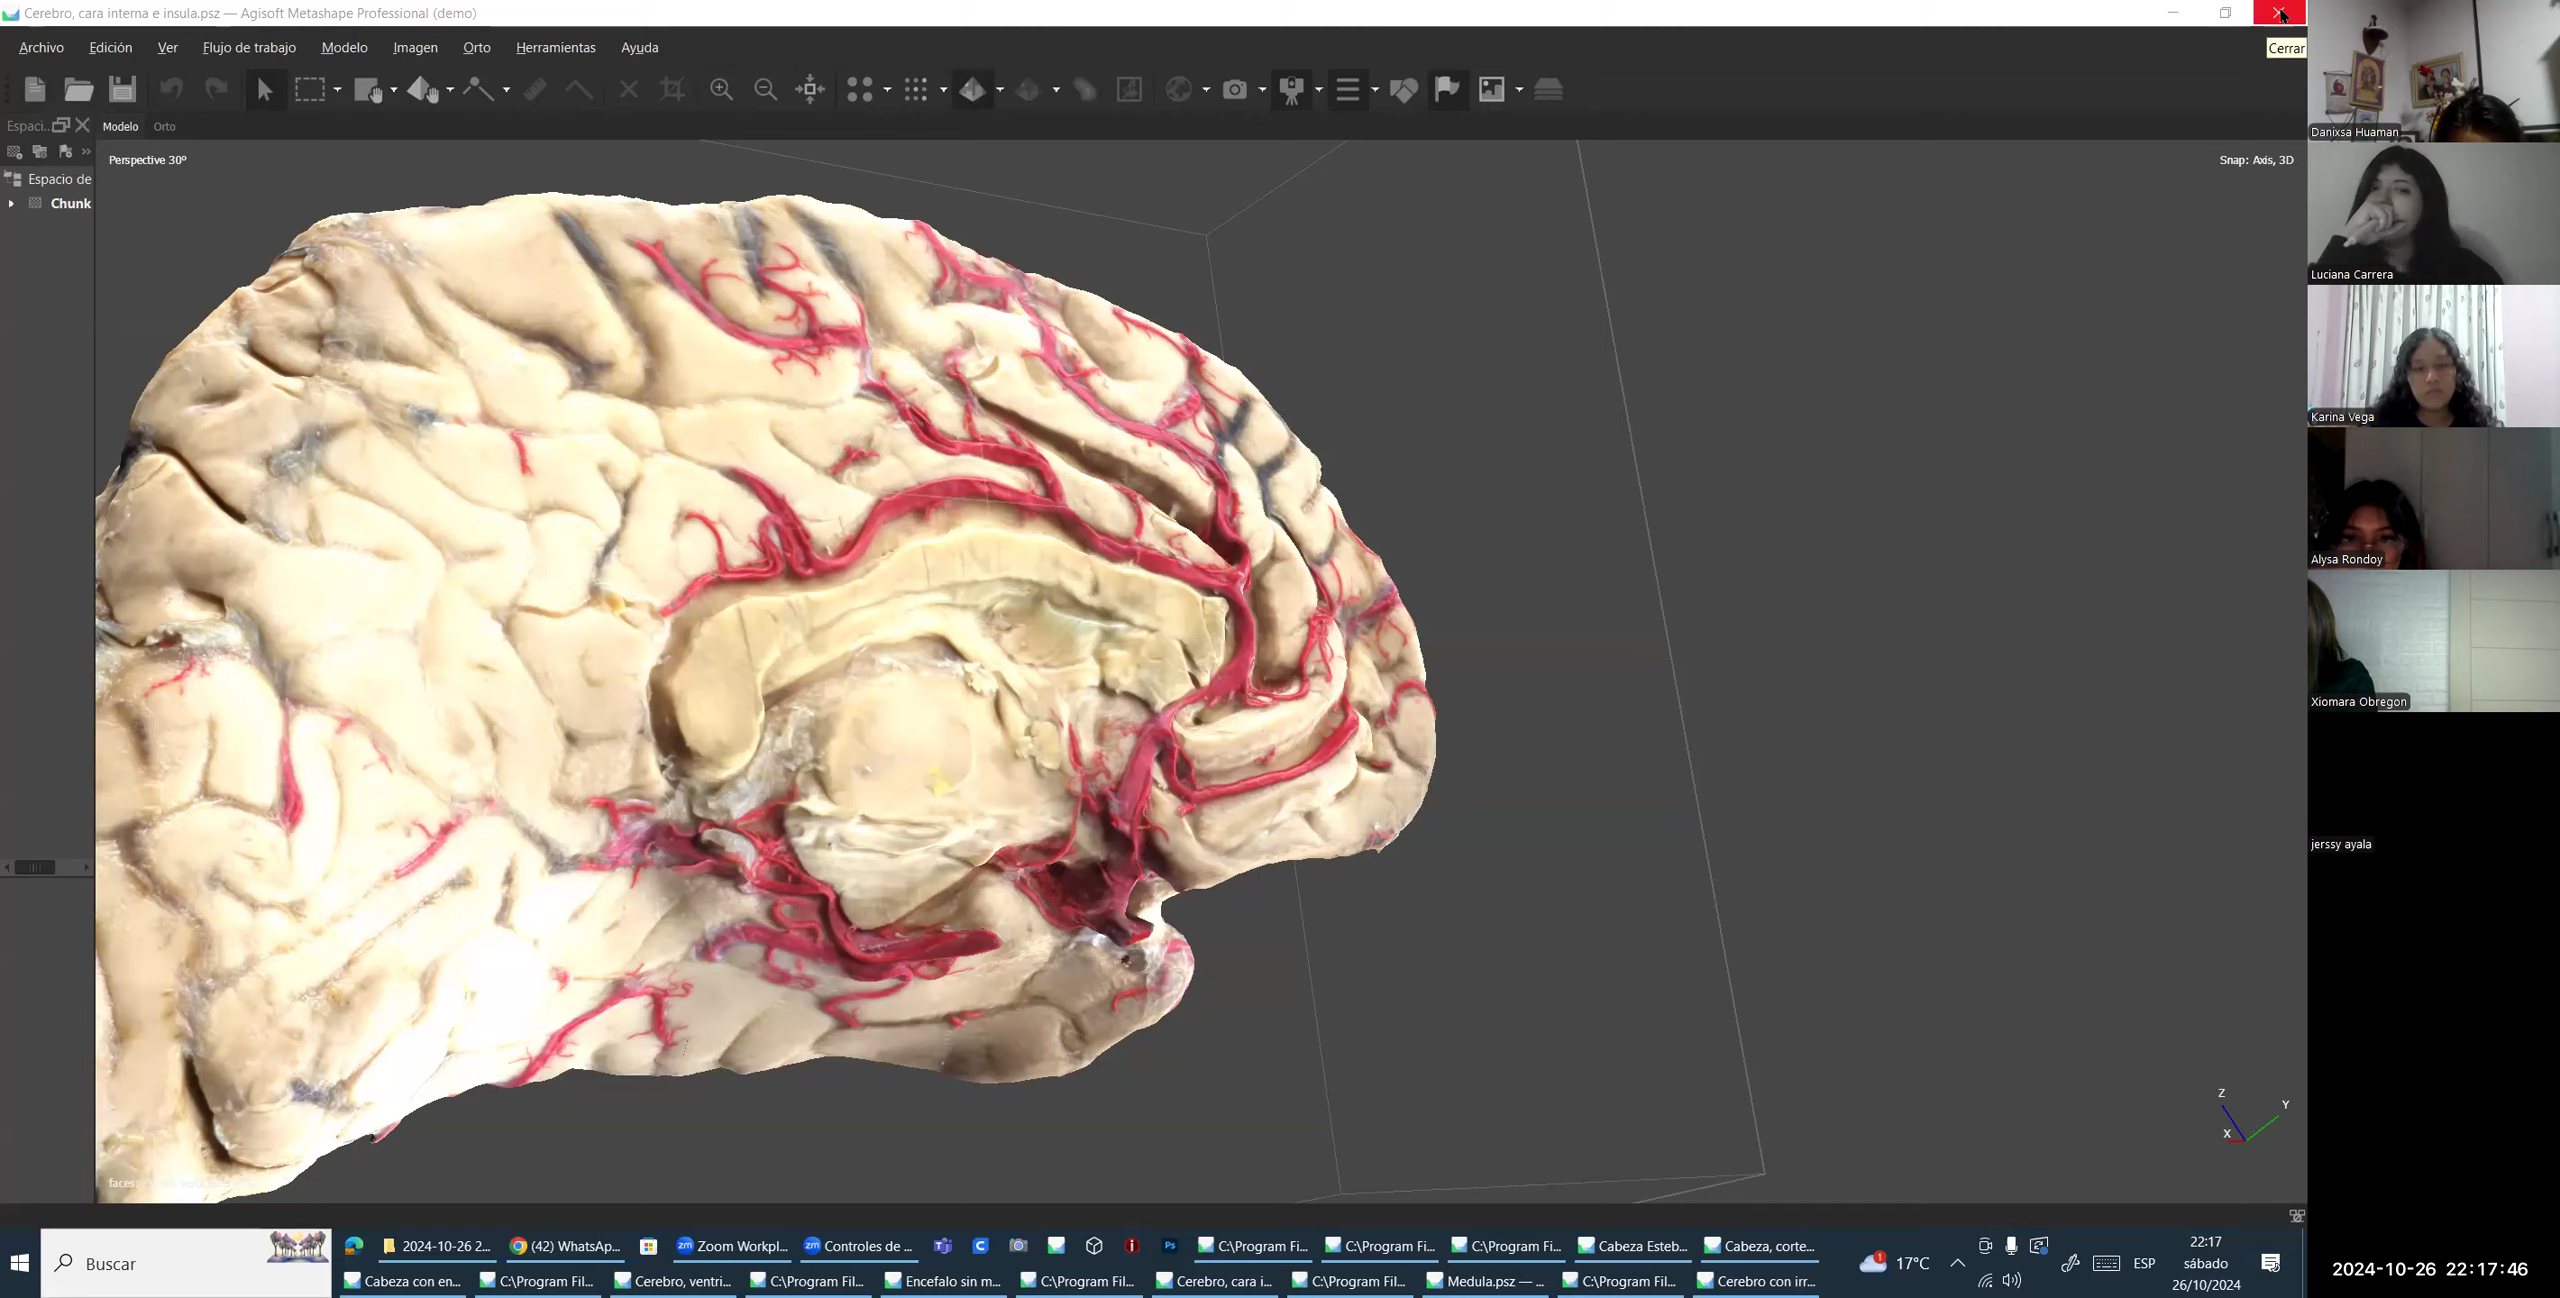 Cerebro, cara interna e insula.psz — Agisoft Metashape Professional (demo)
Cerrar
Archivo Edición Ver Flujo de trabajo Modelo Imagen Orto Herramientas Ayuda
Espaci... Modelo Orto
Perspective 30° Snap: Axis, 3D
Espacio de
Chunk
Danixsa Huaman
Luciana Carrera
Karina Vega
Alysa Rondoy
Xiomara Obregon
jerssy ayala
Z
Y
X
faces:
Buscar
2024-10-26 2... (42) WhatsAp... Zoom Workpl... Controles de ... C:\Program Fi... C:\Program Fi... C:\Program Fi... Cabeza Esteb... Cabeza, corte...
Cabeza con en... C:\Program Fil... Cerebro, ventri... C:\Program Fil... Encefalo sin m... C:\Program Fil... Cerebro, cara i... C:\Program Fil... Medula.psz — ... C:\Program Fil... Cerebro con irr...
1
17°C
ESP
22:17
sábado
26/10/2024
2024-10-26 22:17:46